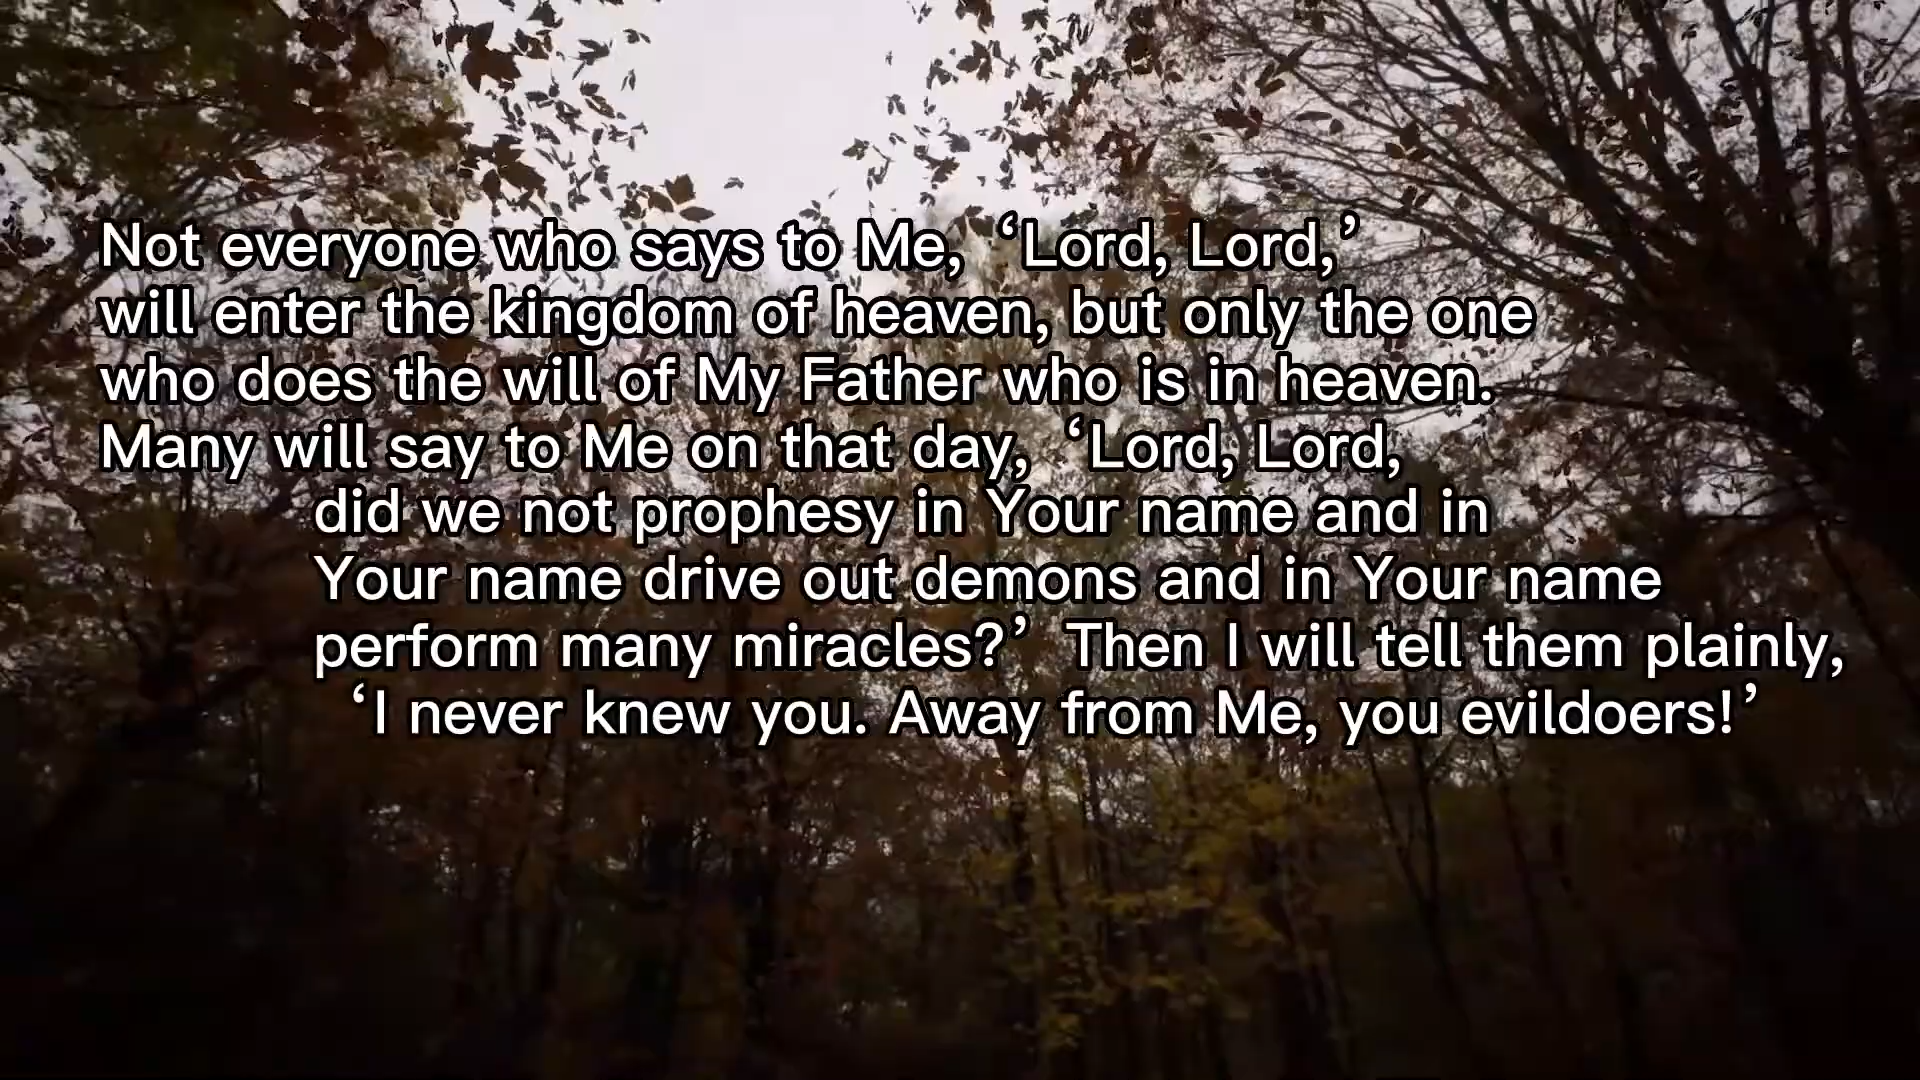 Not everyone who says to Me, ‘Lord, Lord,’
will enter the kingdom of heaven, but only the one
who does the will of My Father who is in heaven.
Many will say to Me on that day, ‘Lord, Lord,
did we not prophesy in Your name and in
Your name drive out demons and in Your name
perform many miracles?’ Then I will tell them plainly,
‘I never knew you. Away from Me, you evildoers!’